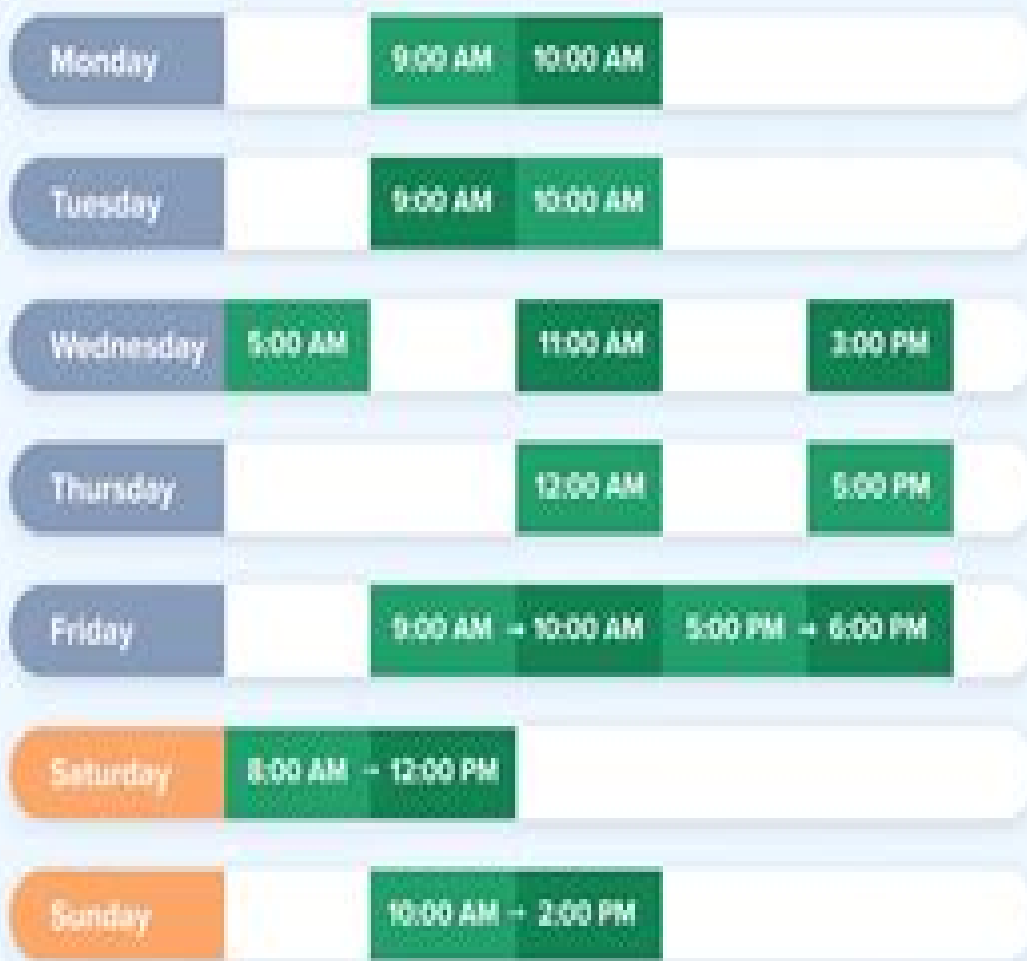 Monday 9:00 AM 10:00 AM
Tuesday 9:00 AM 10:00 AM
Wednesday 5:00 AM 11:00 AM 3:00 PM
Thursday 12:00 AM 5:00 PM
Friday 9:00 AM → 10:00 AM 5:00 PM → 6:00 PM
Saturday 8:00 AM → 12:00 PM
Sunday 10:00 AM → 2:00 PM